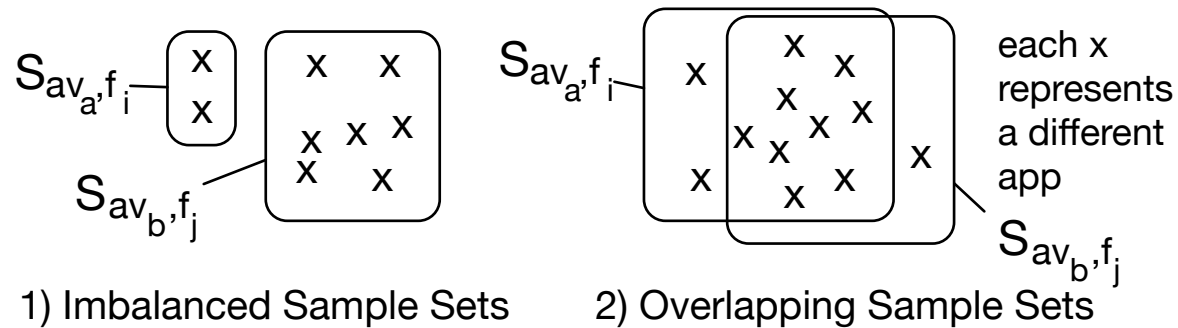 S_{av_a,f_i}
x
x
x x
x x x
x x
S_{av_b,f_j}
1) Imbalanced Sample Sets
S_{av_a,f_i}
x
x
x
x
x
x
x
x
x
x
x
x
each x
represents
a different
app
S_{av_b,f_j}
2) Overlapping Sample Sets